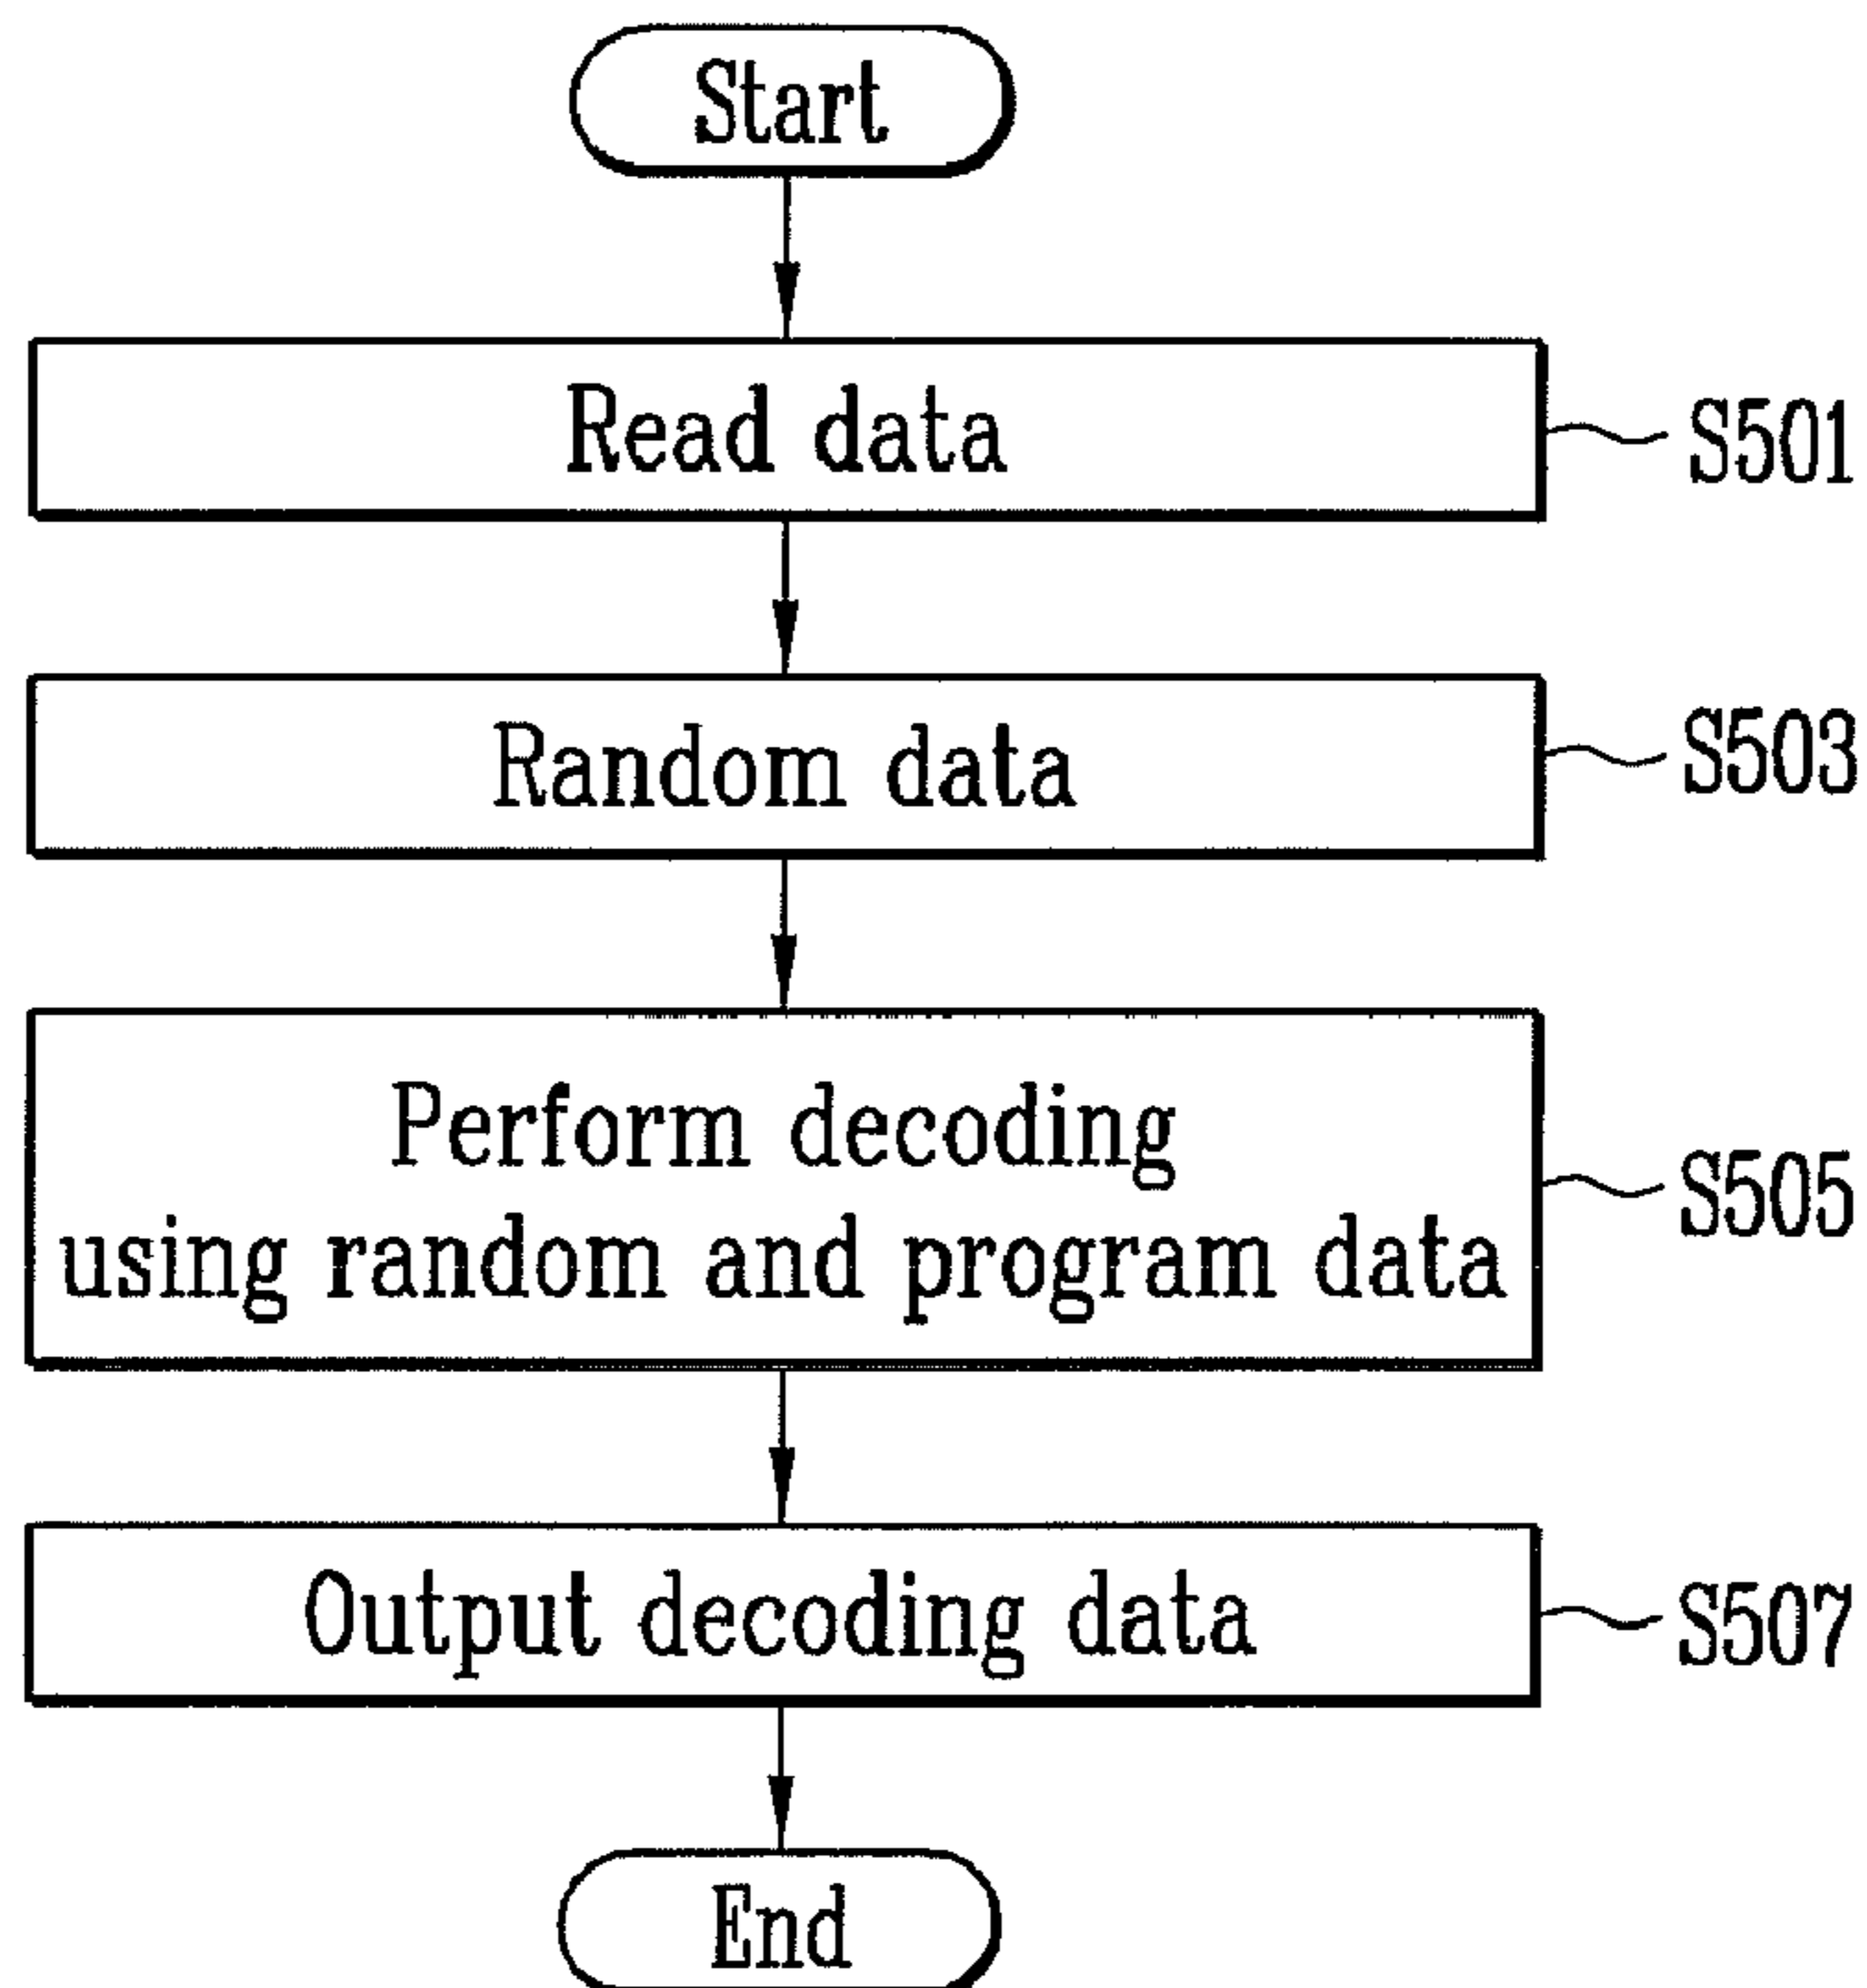 Start
Read data
S501
Random data
S503
Perform decoding
using random and program data
S505
Output decoding data
S507
End